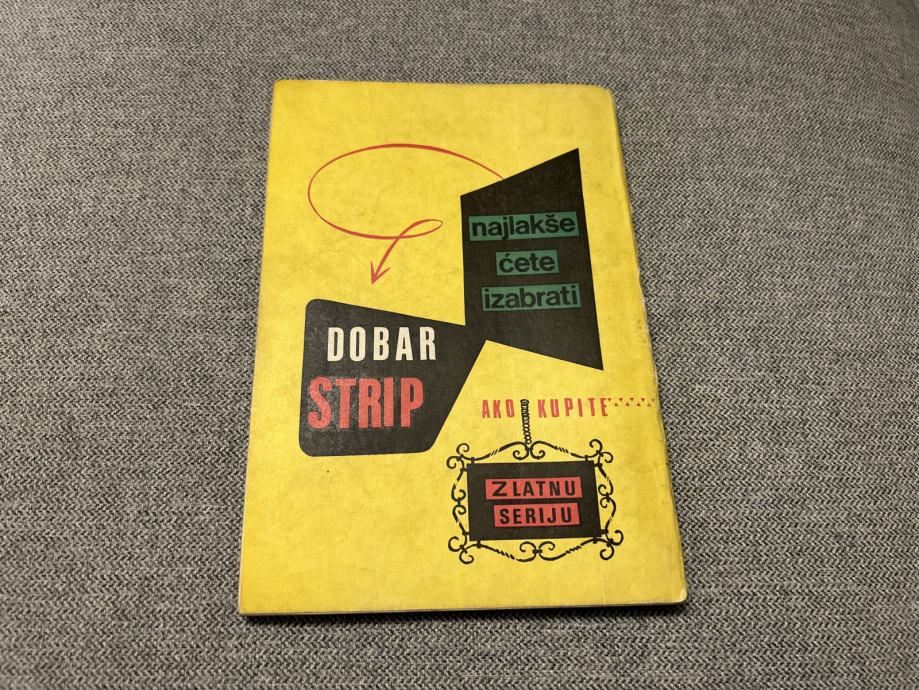 najlakše
ćete
izabrati
DOBAR
STRIP
AKO KUPITE
ZLATNU
SERIJU